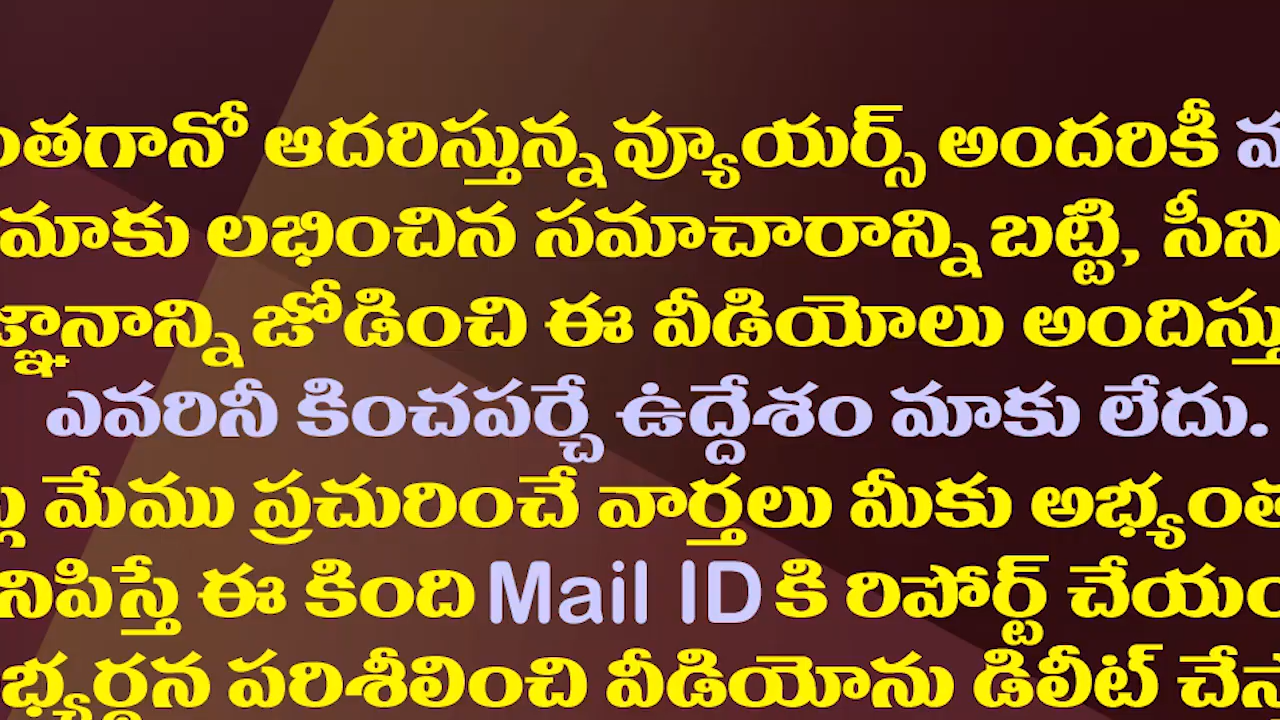 ఆదరిస్తున్న వ్యూయర్స్ అందరికీ
మాకు లభించిన సమాచారాన్ని బట్టి,
జోడించి ఈ వీడియోలు
ఎవరినీ కించపర్చే ఉద్దేశం మాకు లేదు.
మేము ప్రచురించే వార్తలు మీకు
ఈ కింది Mail ID కి రిపోర్ట్
పరిశీలించి వీడియోను డిలీట్